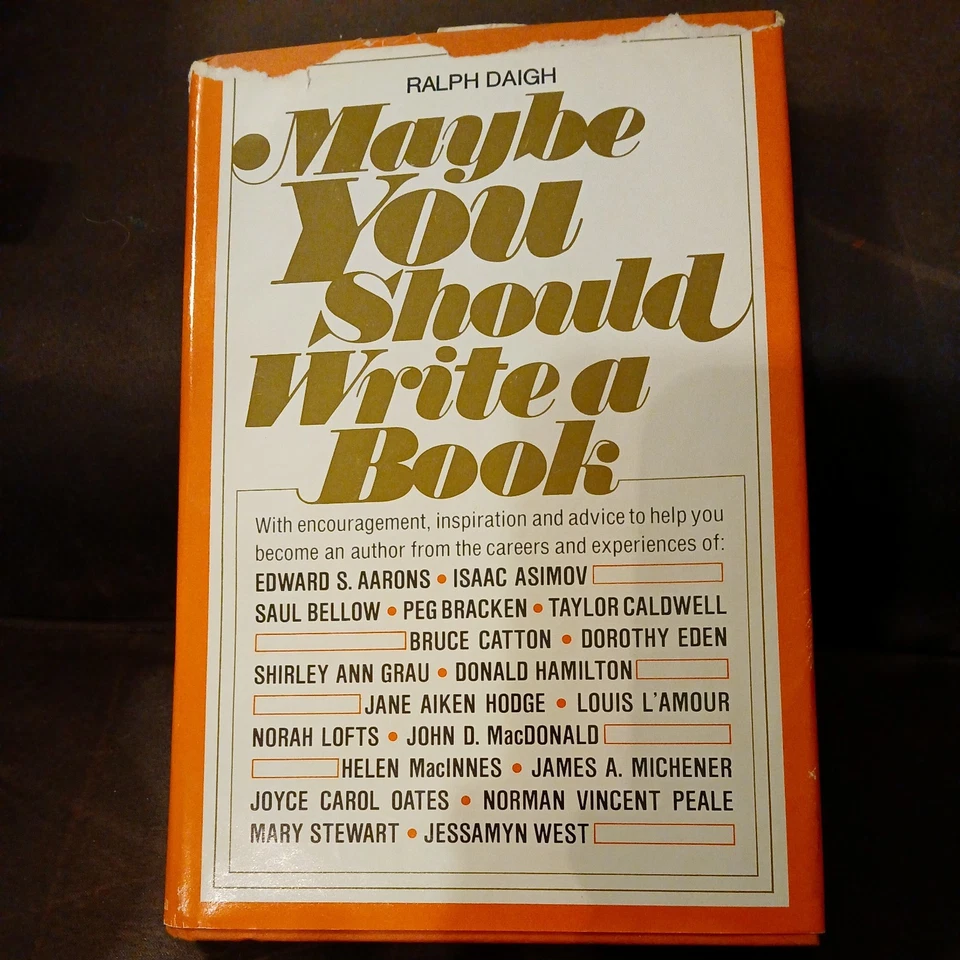 RALPH DAIGH
Maybe
You
Should
Write a
Book
With encouragement, inspiration and advice to help you
become an author from the careers and experiences of:
EDWARD S. AARONS • ISAAC ASIMOV
SAUL BELLOW • PEG BRACKEN • TAYLOR CALDWELL
BRUCE CATTON • DOROTHY EDEN
SHIRLEY ANN GRAU • DONALD HAMILTON
JANE AIKEN HODGE • LOUIS L'AMOUR
NORAH LOFTS • JOHN D. MacDONALD
HELEN MacINNES • JAMES A. MICHENER
JOYCE CAROL OATES • NORMAN VINCENT PEALE
MARY STEWART • JESSAMYN WEST